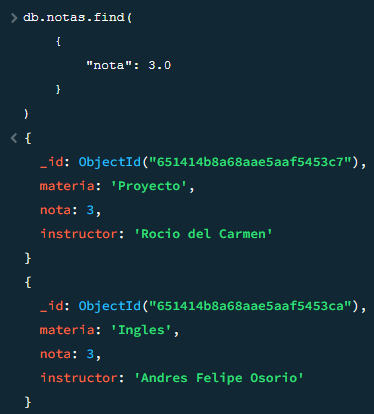 > db.notas.find(
{
"nota": 3.0
}
)
< {
_id: ObjectId("651414b8a68aae5aaf5453c7"),
materia: 'Proyecto',
nota: 3,
instructor: 'Rocio del Carmen'
}
{
_id: ObjectId("651414b8a68aae5aaf5453ca"),
materia: 'Ingles',
nota: 3,
instructor: 'Andres Felipe Osorio'
}